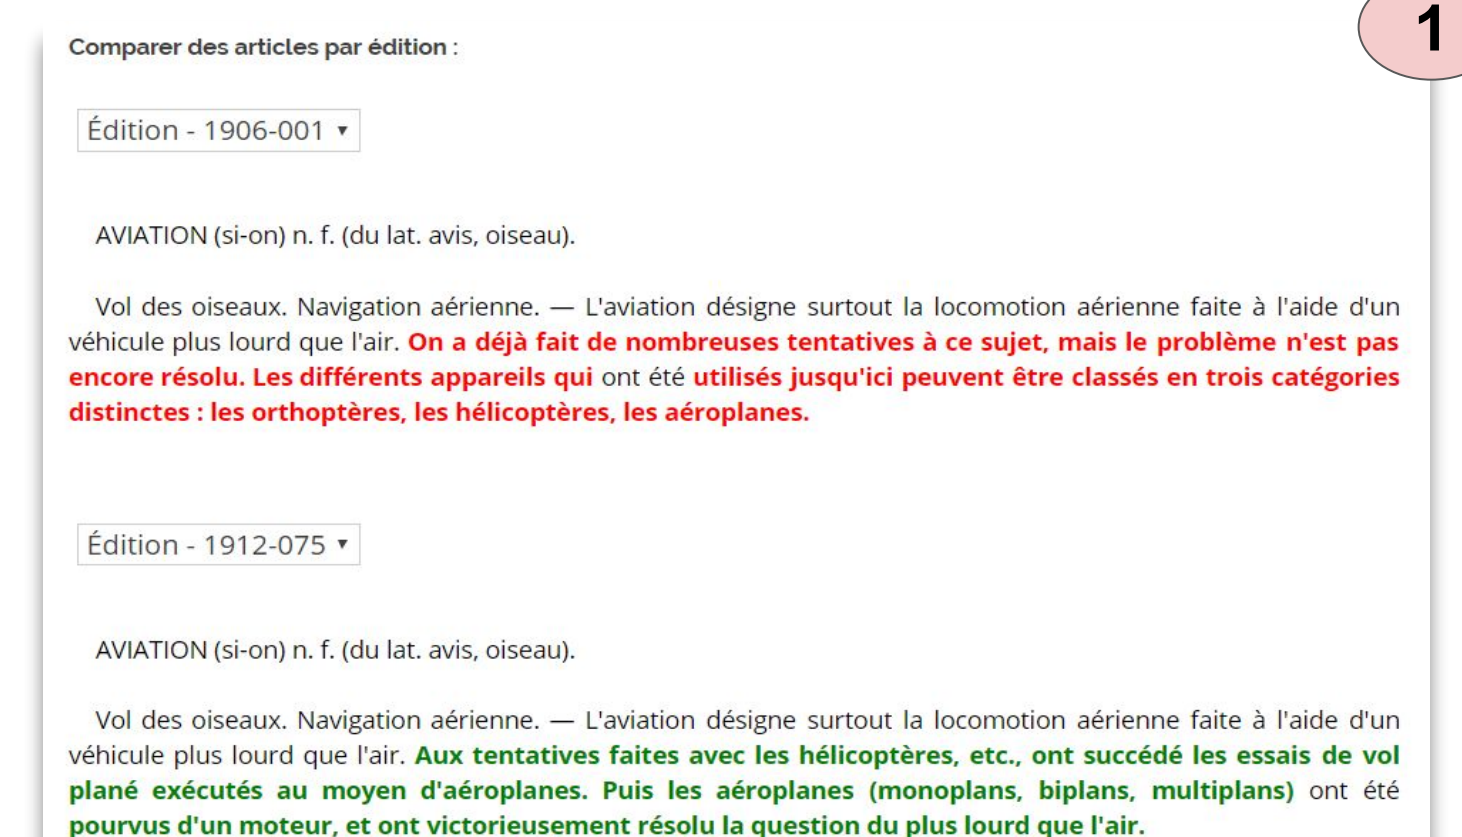 1
Comparer des articles par édition :
Édition - 1906-001 ▾
AVIATION (si-on) n. f. (du lat. avis, oiseau).
Vol des oiseaux. Navigation aérienne. — L'aviation désigne surtout la locomotion aérienne faite à l'aide d'un
véhicule plus lourd que l'air. On a déjà fait de nombreuses tentatives à ce sujet, mais le problème n'est pas
encore résolu. Les différents appareils qui ont été utilisés jusqu'ici peuvent être classés en trois catégories
distinctes : les orthoptères, les hélicoptères, les aéroplanes.
Édition - 1912-075 ▾
AVIATION (si-on) n. f. (du lat. avis, oiseau).
Vol des oiseaux. Navigation aérienne. — L'aviation désigne surtout la locomotion aérienne faite à l'aide d'un
véhicule plus lourd que l'air. Aux tentatives faites avec les hélicoptères, etc., ont succédé les essais de vol
plané exécutés au moyen d'aéroplanes. Puis les aéroplanes (monoplans, biplans, multiplans) ont été
pourvus d'un moteur, et ont victorieusement résolu la question du plus lourd que l'air.